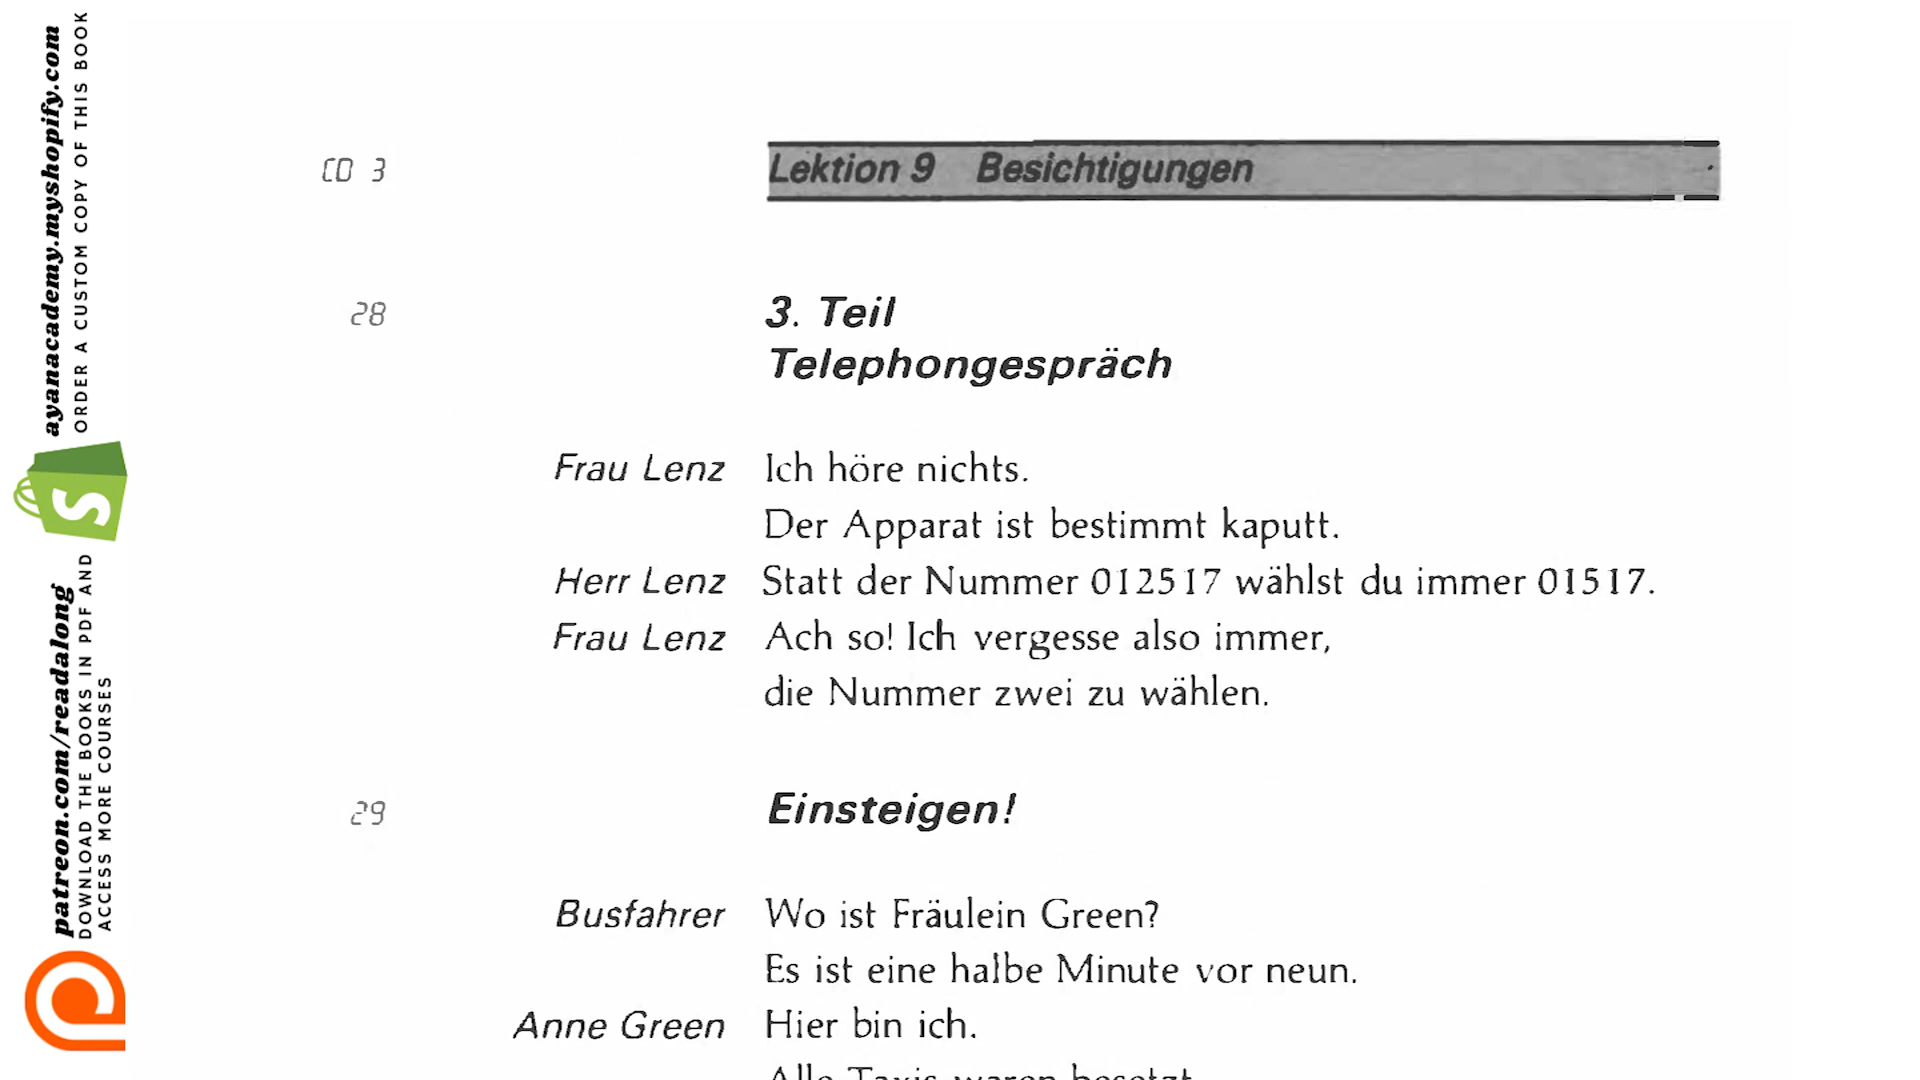 ayanacademy.myshopify.com
ORDER A CUSTOM COPY OF THIS BOOK
patreon.com/readalong
DOWNLOAD THE BOOKS IN PDF AND
ACCESS MORE COURSES
CD 3 Lektion 9 Besichtigungen
28 3. Teil
Telephongespräch
Frau Lenz Ich höre nichts.
Der Apparat ist bestimmt kaputt.
Herr Lenz Statt der Nummer 012517 wählst du immer 01517.
Frau Lenz Ach so! Ich vergesse also immer,
die Nummer zwei zu wählen.
29 Einsteigen!
Busfahrer Wo ist Fräulein Green?
Es ist eine halbe Minute vor neun.
Anne Green Hier bin ich.
Alle Taxis waren besetzt